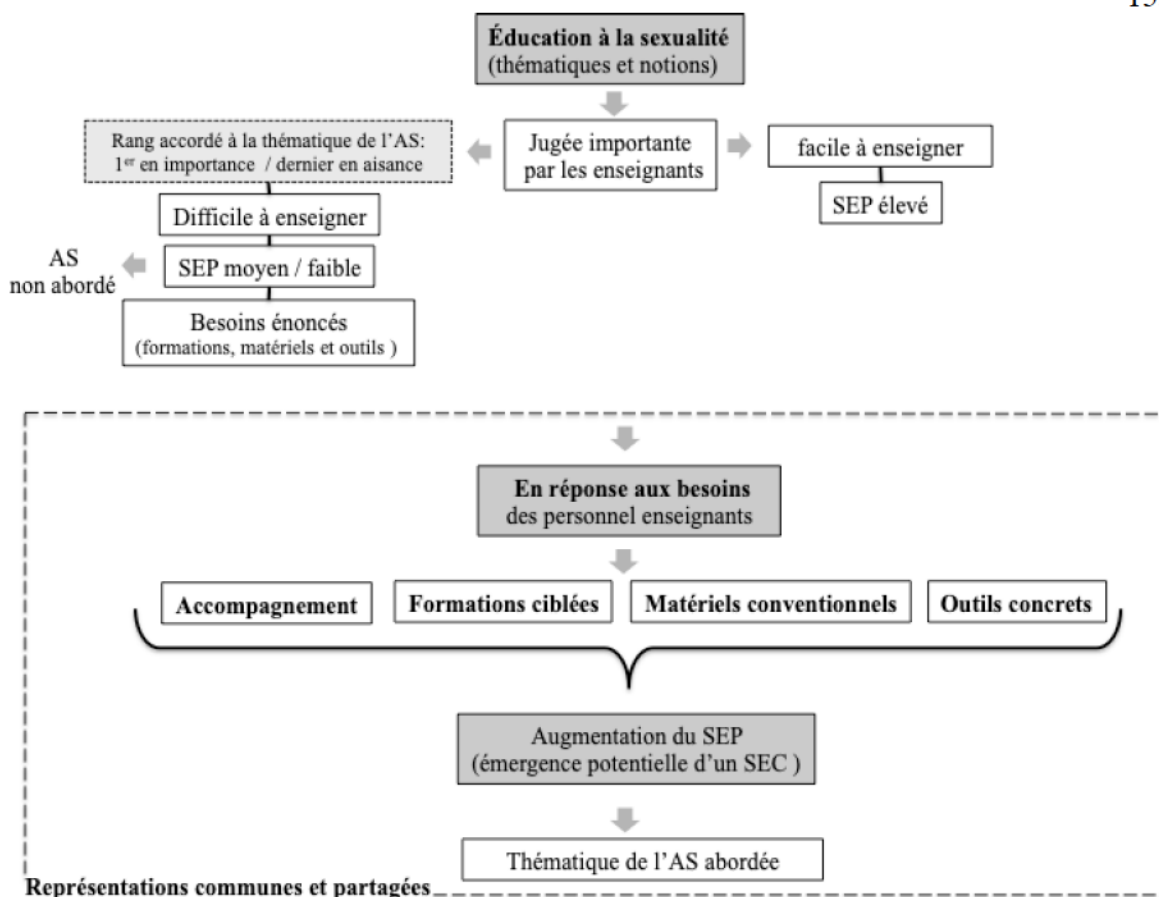 Éducation à la sexualité
(thématiques et notions)
Rang accordé à la thématique de l'AS:
1er en importance / dernier en aisance
Jugée importante
par les enseignants
facile à enseigner
SEP élevé
Difficile à enseigner
AS
non abordé
SEP moyen / faible
Besoins énoncés
(formations, matériels et outils )
En réponse aux besoins
des personnel enseignants
Accompagnement
Formations ciblées
Matériels conventionnels
Outils concrets
Augmentation du SEP
(émergence potentielle d'un SEC )
Thématique de l'AS abordée
Représentations communes et partagées